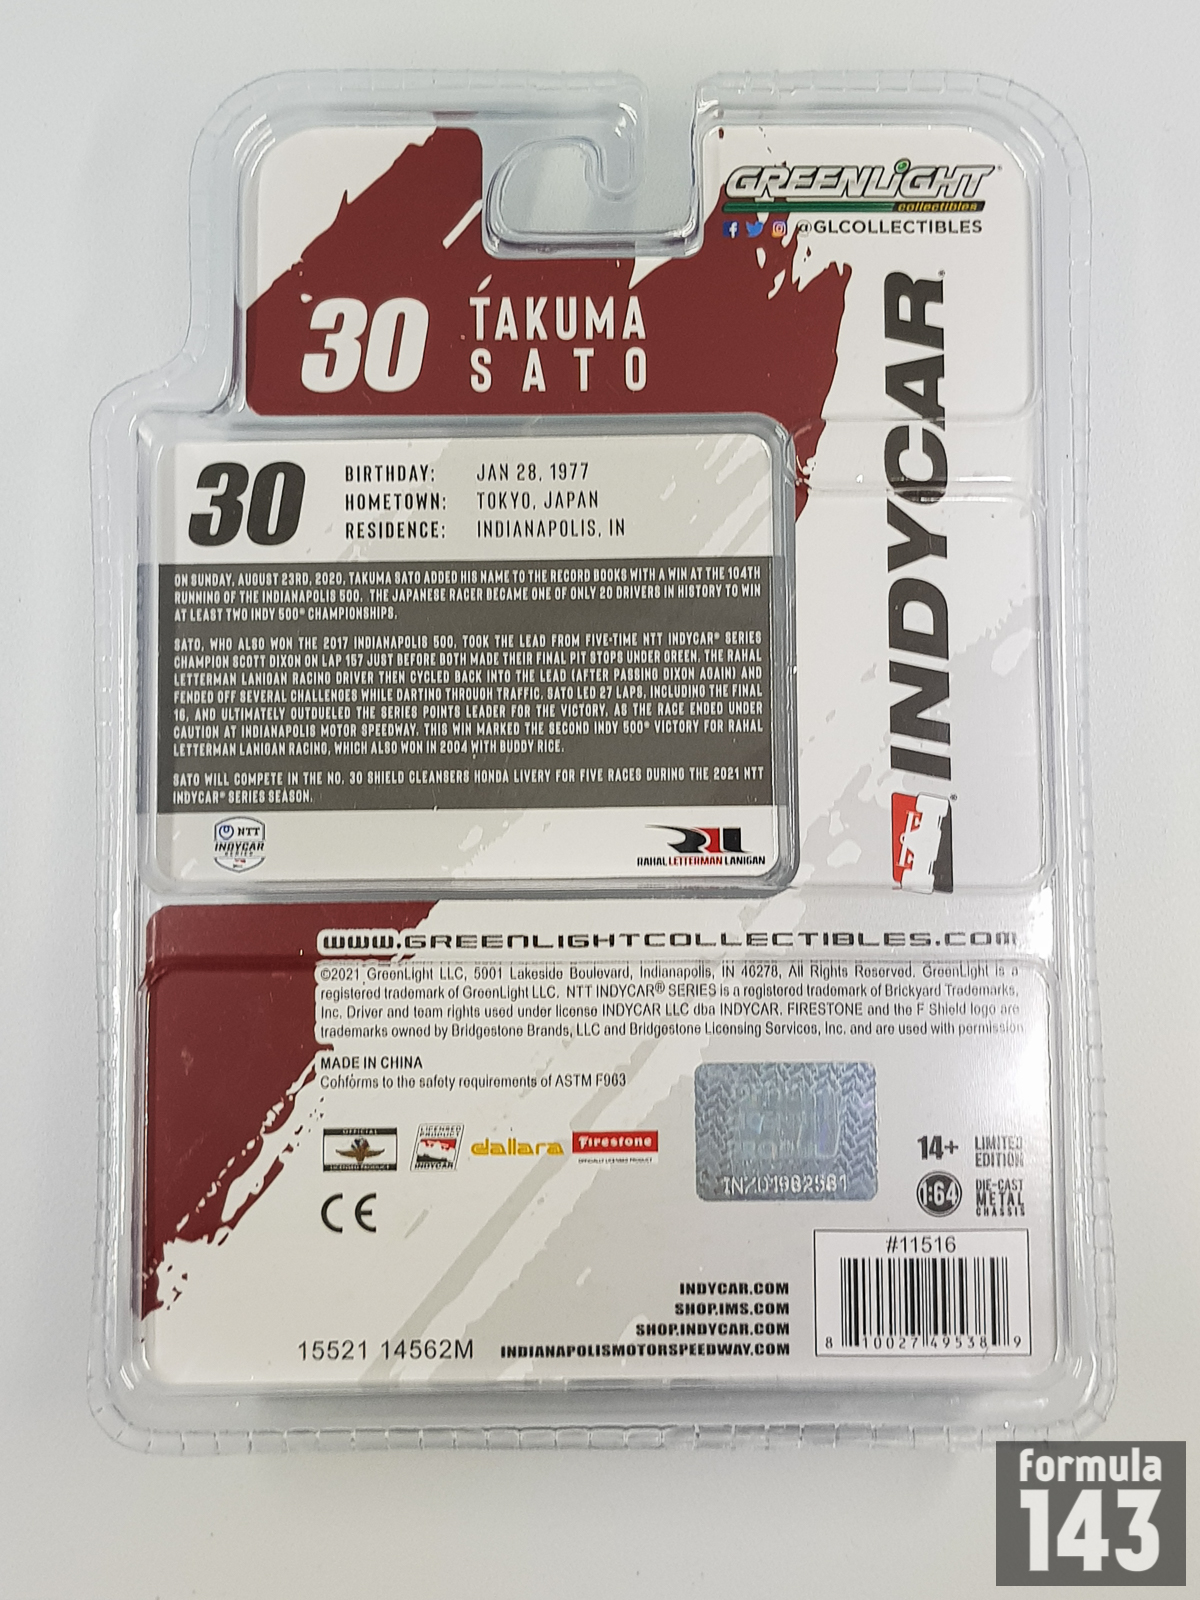 GREENLIGHT
collectibles
@GLCOLLECTIBLES
30 TAKUMA
SATO
INDYCAR
30
BIRTHDAY: JAN 28, 1977
HOMETOWN: TOKYO, JAPAN
RESIDENCE: INDIANAPOLIS, IN
ON SUNDAY, AUGUST 23RD, 2020, TAKUMA SATO ADDED HIS NAME TO THE RECORD BOOKS WITH A WIN AT THE 104TH
RUNNING OF THE INDIANAPOLIS 500. THE JAPANESE RACER BECAME ONE OF ONLY 20 DRIVERS IN HISTORY TO WIN
AT LEAST TWO INDY 500® CHAMPIONSHIPS.
SATO, WHO ALSO WON THE 2017 INDIANAPOLIS 500, TOOK THE LEAD FROM FIVE-TIME NTT INDYCAR® SERIES
CHAMPION SCOTT DIXON ON LAP 157 JUST BEFORE BOTH MADE THEIR FINAL PIT STOPS UNDER GREEN. THE RAHAL
LETTERMAN LANIGAN RACING DRIVER THEN CYCLED BACK INTO THE LEAD (AFTER PASSING DIXON AGAIN) AND
FENDED OFF SEVERAL CHALLENGES WHILE DARTING THROUGH TRAFFIC. SATO LED 27 LAPS, INCLUDING THE FINAL
16, AND ULTIMATELY OUTDUELED THE SERIES POINTS LEADER FOR THE VICTORY, AS THE RACE ENDED UNDER
CAUTION AT INDIANAPOLIS MOTOR SPEEDWAY. THIS WIN MARKED THE SECOND INDY 500® VICTORY FOR RAHAL
LETTERMAN LANIGAN RACING, WHICH ALSO WON IN 2004 WITH BUDDY RICE.
SATO WILL COMPETE IN THE NO. 30 SHIELD CLEANSERS HONDA LIVERY FOR FIVE RACES DURING THE 2021 NTT
INDYCAR® SERIES SEASON.
NTT
INDYCAR
SERIES
RLL
RAHAL LETTERMAN LANIGAN
WWW.GREENLIGHTCOLLECTIBLES.COM
©2021 GreenLight LLC, 5901 Lakeside Boulevard, Indianapolis, IN 46278, All Rights Reserved. GreenLight is a
registered trademark of GreenLight LLC. NTT INDYCAR® SERIES is a registered trademark of Brickyard Trademarks,
Inc. Driver and team rights used under license INDYCAR LLC dba INDYCAR. FIRESTONE and the F Shield logo are
trademarks owned by Bridgestone Brands, LLC and Bridgestone Licensing Services, Inc. and are used with permission
MADE IN CHINA
Conforms to the safety requirements of ASTM F963
OFFICIAL
LICENSED PRODUCT
LICENSED
PRODUCT
INDYCAR
dallara
Firestone
OFFICIALLY LICENSED PRODUCT
CE
14+ LIMITED
EDITION
1:64 DIE-CAST
METAL
CHASSIS
#11516
8 10027 49538 9
INDYCAR.COM
SHOP.IMS.COM
SHOP.INDYCAR.COM
INDIANAPOLISMOTORSPEEDWAY.COM
15521 14562M
formula
143